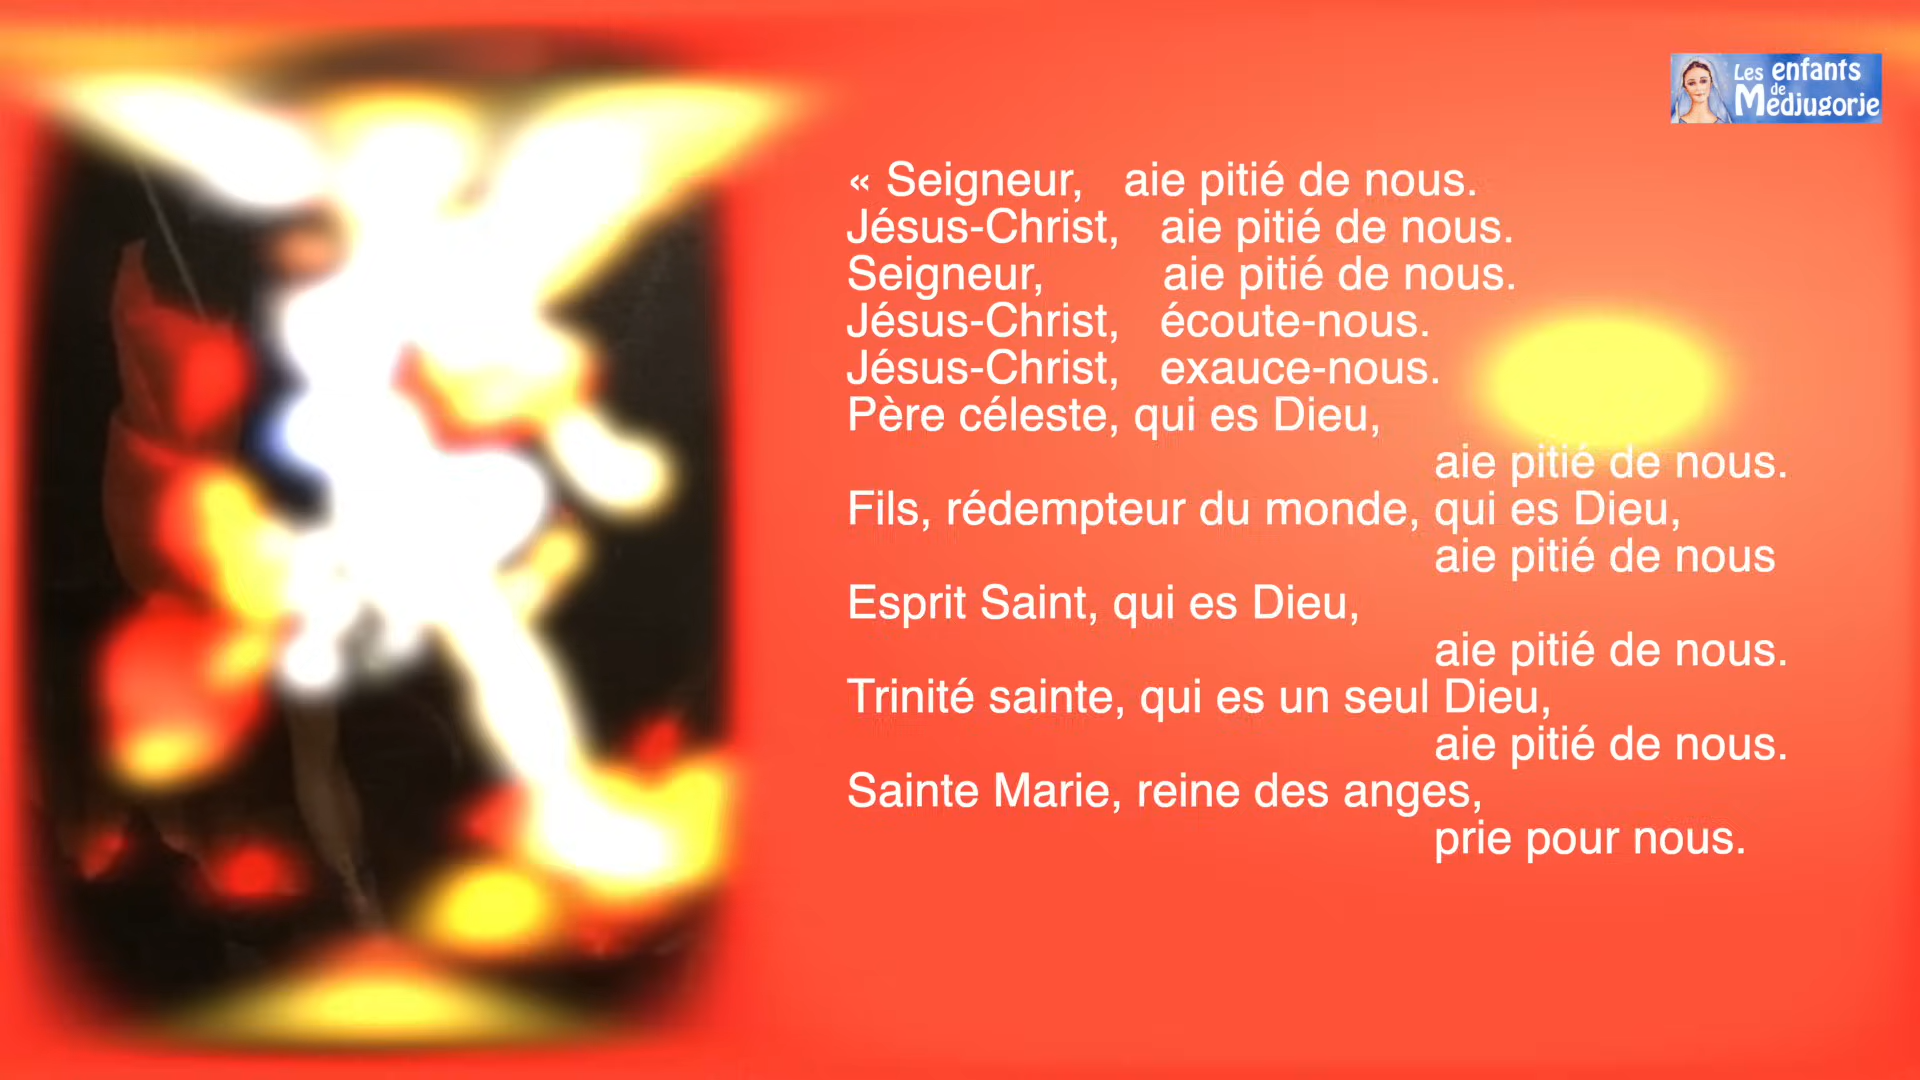 Les enfants
de
Medjugorje
« Seigneur, aie pitié de nous.
Jésus-Christ, aie pitié de nous.
Seigneur, aie pitié de nous.
Jésus-Christ, écoute-nous.
Jésus-Christ, exauce-nous.
Père céleste, qui es Dieu,
aie pitié de nous.
Fils, rédempteur du monde, qui es Dieu,
aie pitié de nous
Esprit Saint, qui es Dieu,
aie pitié de nous.
Trinité sainte, qui es un seul Dieu,
aie pitié de nous.
Sainte Marie, reine des anges,
prie pour nous.